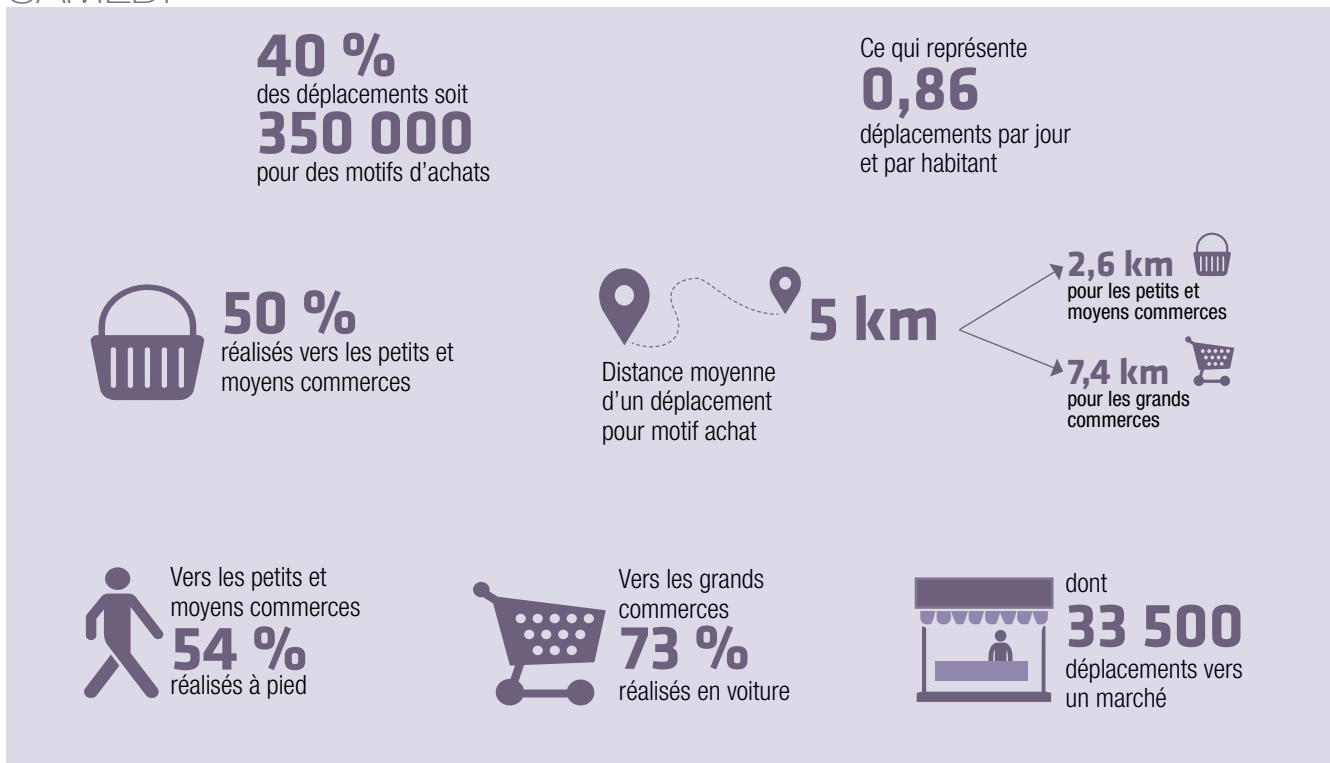 SAMEDI
40 %
des déplacements soit
350 000
pour des motifs d'achats
Ce qui représente
0,86
déplacements par jour
et par habitant
50 %
réalisés vers les petits et
moyens commerces
Distance moyenne
d'un déplacement
pour motif achat
5 km
2,6 km
pour les petits et
moyens commerces
7,4 km
pour les grands
commerces
Vers les petits et
moyens commerces
54 %
réalisés à pied
Vers les grands
commerces
73 %
réalisés en voiture
dont
33 500
déplacements vers
un marché